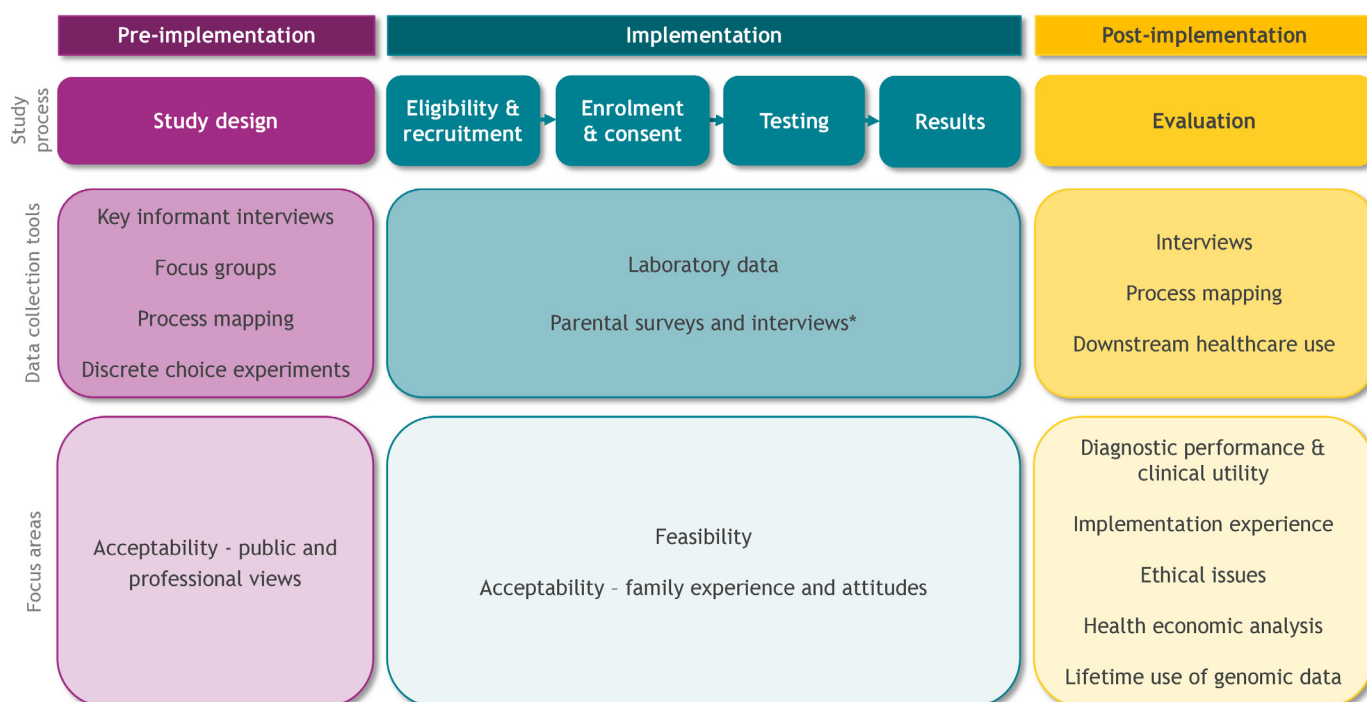 Pre-implementation
Implementation
Post-implementation
Study
process
Study design
Eligibility &
recruitment
Enrolment
& consent
Testing
Results
Evaluation
Data collection tools
Key informant interviews
Focus groups
Process mapping
Discrete choice experiments
Laboratory data
Parental surveys and interviews*
Interviews
Process mapping
Downstream healthcare use
Focus areas
Acceptability - public and
professional views
Feasibility
Acceptability – family experience and attitudes
Diagnostic performance &
clinical utility
Implementation experience
Ethical issues
Health economic analysis
Lifetime use of genomic data